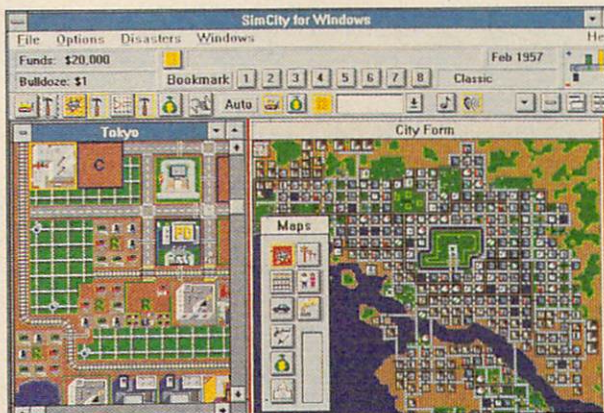 SimCity for Windows
File Options Disasters Windows He
Funds: $20,000 Feb 1957
Bulldoze: $1 Bookmark 1 2 3 4 5 6 7 8 Classic
Auto
Tokyo City Form
C
Maps
R
R R
R